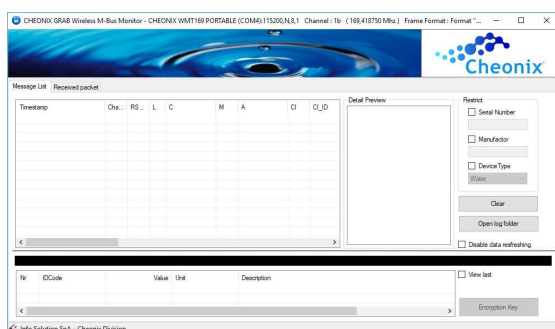 CHEONIX GRAB Wireless M-Bus Monitor - CHEONIX WMT169 PORTABLE (COM4):115200,N,8,1 Channel : 1b ( 169,418750 Mhz ) Frame Format : Format "...
Cheonix
Message List Received packet
Timestamp Cha... RS... L C M A CI CI_ID
Detail Preview
Restrict
Serial Number
Manufactor
DeviceType
Water
Clear
Open log folder
Disable data resfreshing
Nr IDCode Value Unit Description
View last
Encryption Key
Info Solution SpA - Cheonix Division